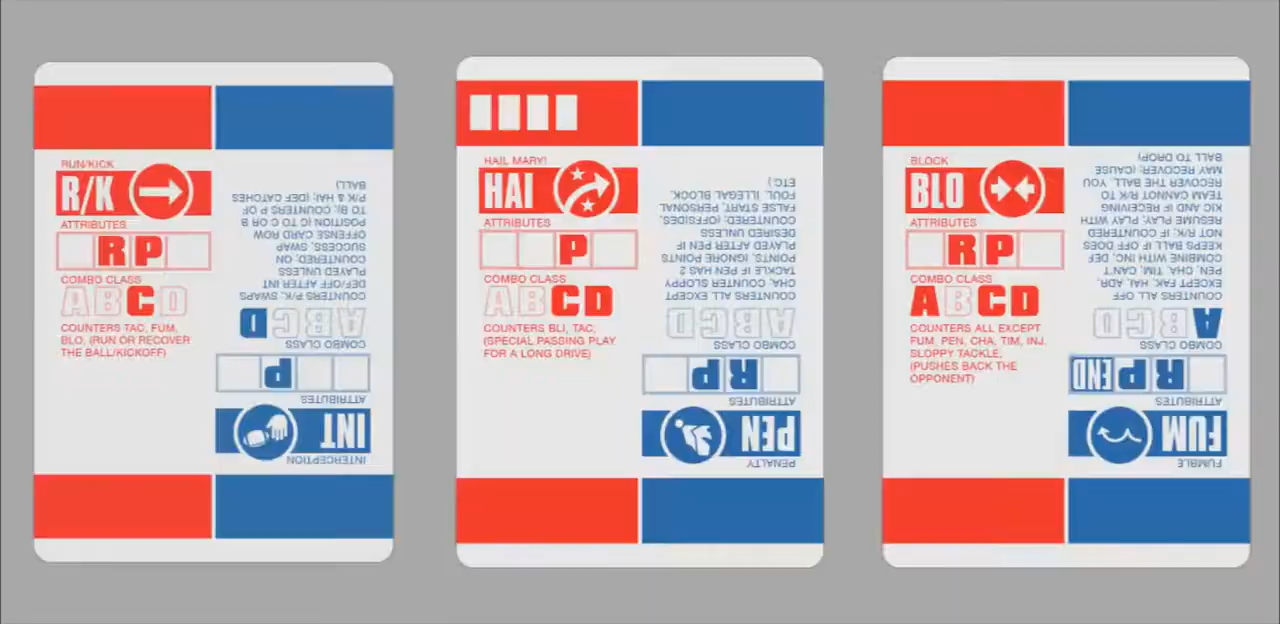 RUN/KICK
R/K
ATTRIBUTES
R P
COMBO CLASS
ABCD
COUNTERS TAC, FUM,
BLO, (RUN OR RECOVER
THE BALL/KICKOFF)
INTERCEPTION
INT
ATTRIBUTES
P
COMBO CLASS
ABCD
COUNTERS P/K; SWAPS
DEF/OFF AFTER INT
PLAYED UNLESS
COUNTERED, ON
SUCCESS, SWAP
OFFENSE CARD ROW
POSITION (C TO C OR B
TO B); COUNTERS P OF
P/K & HAI; (DEF CATCHES
BALL)
HAIL MARY!
HAI
ATTRIBUTES
P
COMBO CLASS
ABCD
COUNTERS BLI, TAC;
(SPECIAL PASSING PLAY
FOR A LONG DRIVE)
PENALTY
PEN
ATTRIBUTES
R P
COMBO CLASS
ABCD
COUNTERS ALL EXCEPT
CHA, COUNTER SLOPPY
TACKLE IF PEN HAS 2
POINTS, IGNORE POINTS
PLAYED AFTER PEN IF
DESIRED UNLESS
COUNTERED; (OFFSIDES,
FALSE START, PERSONAL
FOUL, ILLEGAL BLOCK,
ETC.)
BLOCK
BLO
ATTRIBUTES
R P
COMBO CLASS
ABCD
COUNTERS ALL EXCEPT
FUM, PEN, CHA, TIM, INJ,
SLOPPY TACKLE,
(PUSHES BACK THE
OPPONENT)
FUMBLE
FUM
ATTRIBUTES
R P END
COMBO CLASS
ABCD
COUNTERS ALL OFF
EXCEPT FAK, HAI, ADR,
PEN, CHA, TIM, CAN'T
COMBINE WITH INC, DEF
KEEPS BALL IF OFF DOES
NOT R/K; IF COUNTERED
RESUME PLAY; PLAY WITH
KIC AND IF RECEIVING
TEAM CANNOT R/K TO
RECOVER THE BALL, YOU
MAY RECOVER; (CAUSE
BALL TO DROP)